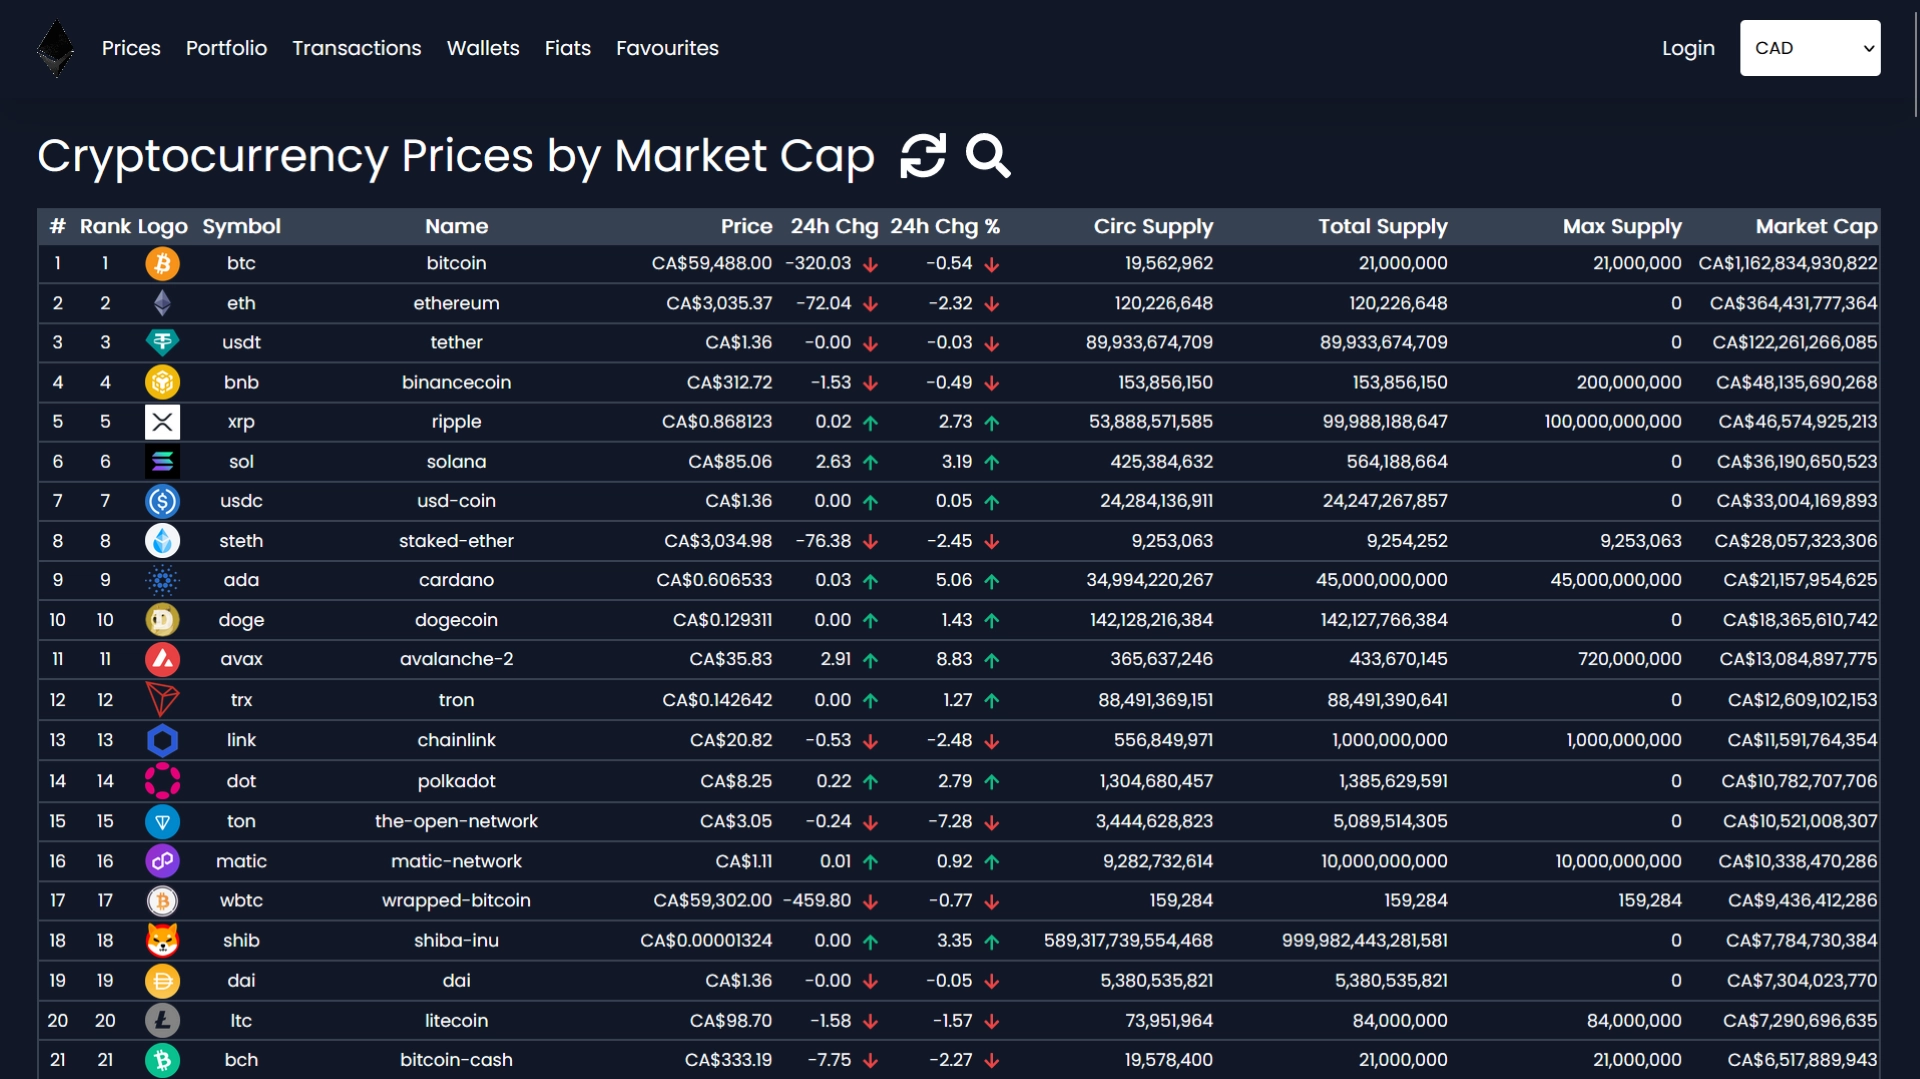 Prices Portfolio Transactions Wallets Fiats Favourites Login CAD
Cryptocurrency Prices by Market Cap
# Rank Logo Symbol Name Price 24h Chg 24h Chg % Circ Supply Total Supply Max Supply Market Cap
1 1 btc bitcoin CA$59,488.00 -320.03 -0.54 19,562,962 21,000,000 21,000,000 CA$1,162,834,930,822
2 2 eth ethereum CA$3,035.37 -72.04 -2.32 120,226,648 120,226,648 0 CA$364,431,777,364
3 3 usdt tether CA$1.36 -0.00 -0.03 89,933,674,709 89,933,674,709 0 CA$122,261,266,085
4 4 bnb binancecoin CA$312.72 -1.53 -0.49 153,856,150 153,856,150 200,000,000 CA$48,135,690,268
5 5 xrp ripple CA$0.868123 0.02 2.73 53,888,571,585 99,988,188,647 100,000,000,000 CA$46,574,925,213
6 6 sol solana CA$85.06 2.63 3.19 425,384,632 564,188,664 0 CA$36,190,650,523
7 7 usdc usd-coin CA$1.36 0.00 0.05 24,284,136,911 24,247,267,857 0 CA$33,004,169,893
8 8 steth staked-ether CA$3,034.98 -76.38 -2.45 9,253,063 9,254,252 9,253,063 CA$28,057,323,306
9 9 ada cardano CA$0.606533 0.03 5.06 34,994,220,267 45,000,000,000 45,000,000,000 CA$21,157,954,625
10 10 doge dogecoin CA$0.129311 0.00 1.43 142,128,216,384 142,127,766,384 0 CA$18,365,610,742
11 11 avax avalanche-2 CA$35.83 2.91 8.83 365,637,246 433,670,145 720,000,000 CA$13,084,897,775
12 12 trx tron CA$0.142642 0.00 1.27 88,491,369,151 88,491,390,641 0 CA$12,609,102,153
13 13 link chainlink CA$20.82 -0.53 -2.48 556,849,971 1,000,000,000 1,000,000,000 CA$11,591,764,354
14 14 dot polkadot CA$8.25 0.22 2.79 1,304,680,457 1,385,629,591 0 CA$10,782,707,706
15 15 ton the-open-network CA$3.05 -0.24 -7.28 3,444,628,823 5,089,514,305 0 CA$10,521,008,307
16 16 matic matic-network CA$1.11 0.01 0.92 9,282,732,614 10,000,000,000 10,000,000,000 CA$10,338,470,286
17 17 wbtc wrapped-bitcoin CA$59,302.00 -459.80 -0.77 159,284 159,284 159,284 CA$9,436,412,286
18 18 shib shiba-inu CA$0.00001324 0.00 3.35 589,317,739,554,468 999,982,443,281,581 0 CA$7,784,730,384
19 19 dai dai CA$1.36 -0.00 -0.05 5,380,535,821 5,380,535,821 0 CA$7,304,023,770
20 20 ltc litecoin CA$98.70 -1.58 -1.57 73,951,964 84,000,000 84,000,000 CA$7,290,696,635
21 21 bch bitcoin-cash CA$333.19 -7.75 -2.27 19,578,400 21,000,000 21,000,000 CA$6,517,889,943